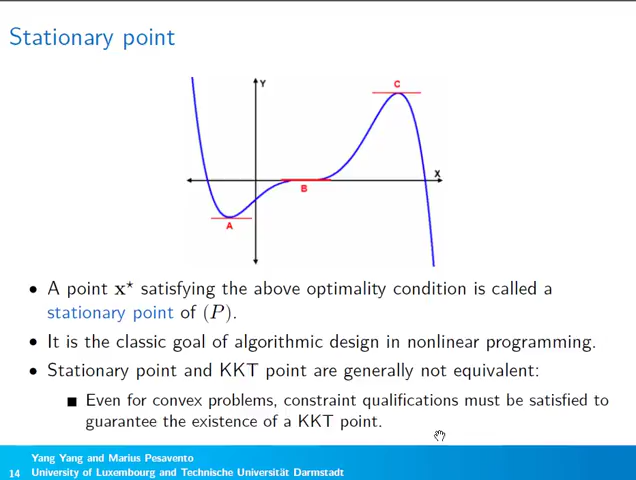 Stationary point
Y
C
X
B
A
• A point x* satisfying the above optimality condition is called a
stationary point of (P).
• It is the classic goal of algorithmic design in nonlinear programming.
• Stationary point and KKT point are generally not equivalent:
■ Even for convex problems, constraint qualifications must be satisfied to
guarantee the existence of a KKT point.
Yang Yang and Marius Pesavento
14 University of Luxembourg and Technische Universität Darmstadt